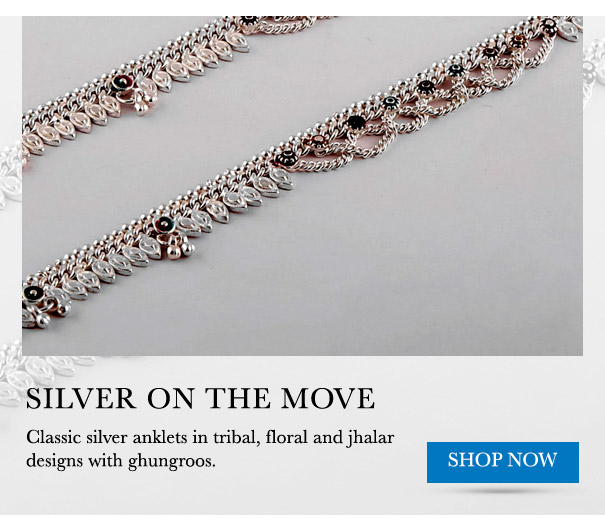 SILVER ON THE MOVE
Classic silver anklets in tribal, floral and jhalar
designs with ghungroos.
SHOP NOW